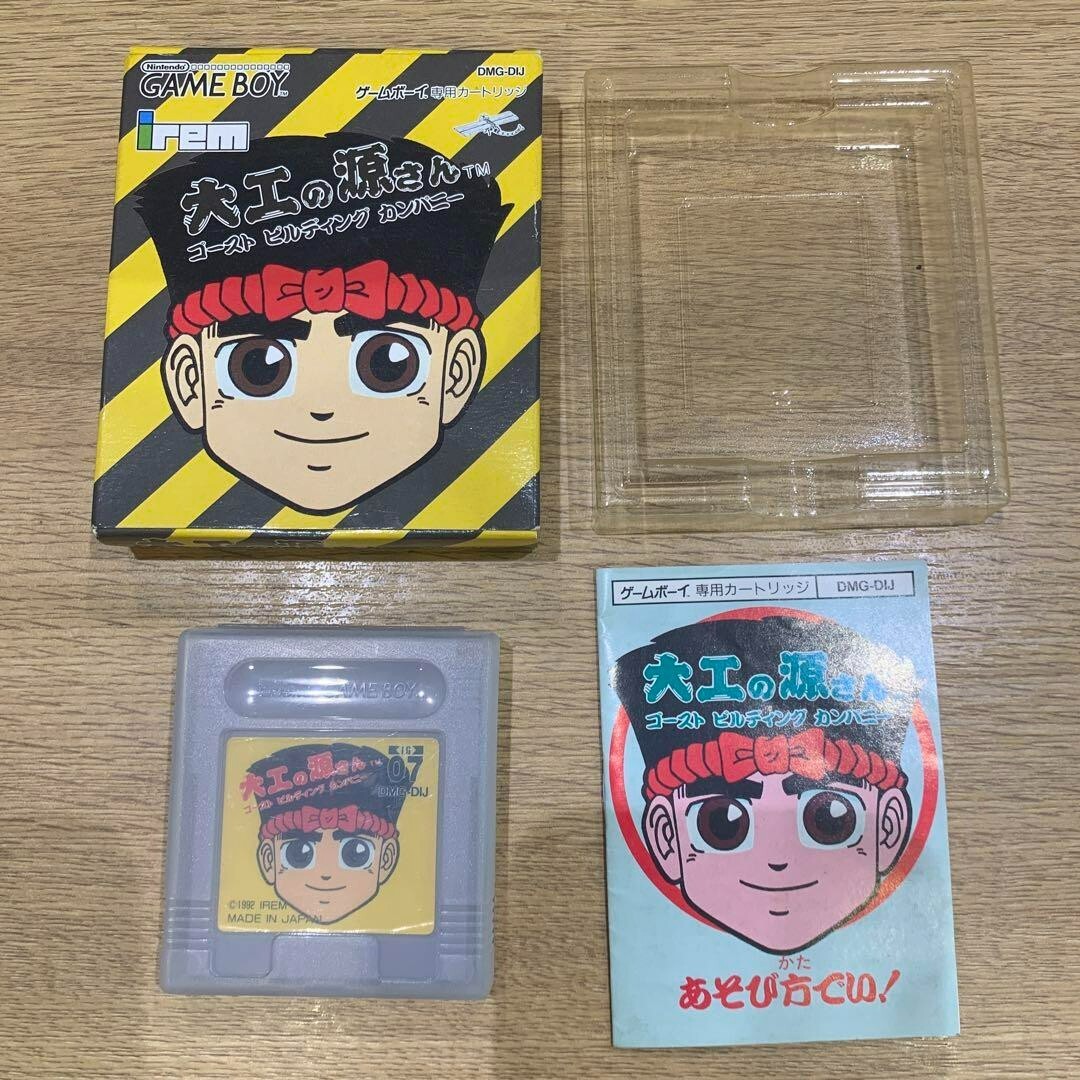 Nintendo
GAME BOY™
DMG-DIJ
ゲームボーイ™専用カートリッジ
irem
大工の源さん™
ゴースト ビルディング カンパニー
ゲームボーイ™専用カートリッジ DMG-DIJ
大工の源さん
ゴースト ビルディング カンパニー
かた
あそび方でい!
GAME BOY
IG
07
大工の源さん™
DMG-DIJ
ゴースト ビルディング カンパニー
©1992 IREM
MADE IN JAPAN